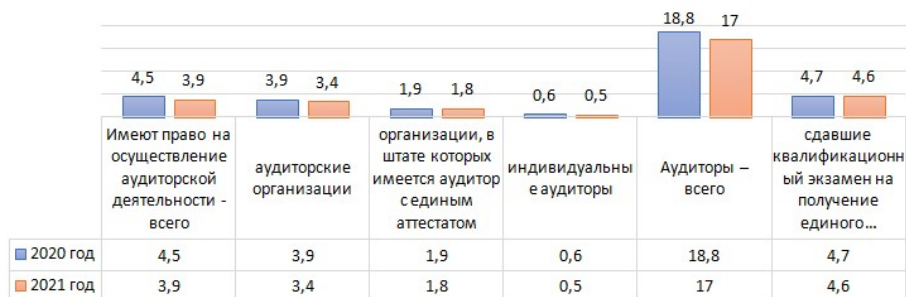 18,8 17
4,5 3,9 3,9 3,4 1,9 1,8 0,6 0,5 4,7 4,6
Имеют право на
осуществление
аудиторской
деятельности -
всего
аудиторские
организации
организации, в
штате которых
имеется аудитор
с единым
аттестатом
индивидуальны
е аудиторы
Аудиторы –
всего
сдавшие
квалификационн
ый экзамен на
получение
единого…
2020 год 4,5 3,9 1,9 0,6 18,8 4,7
2021 год 3,9 3,4 1,8 0,5 17 4,6